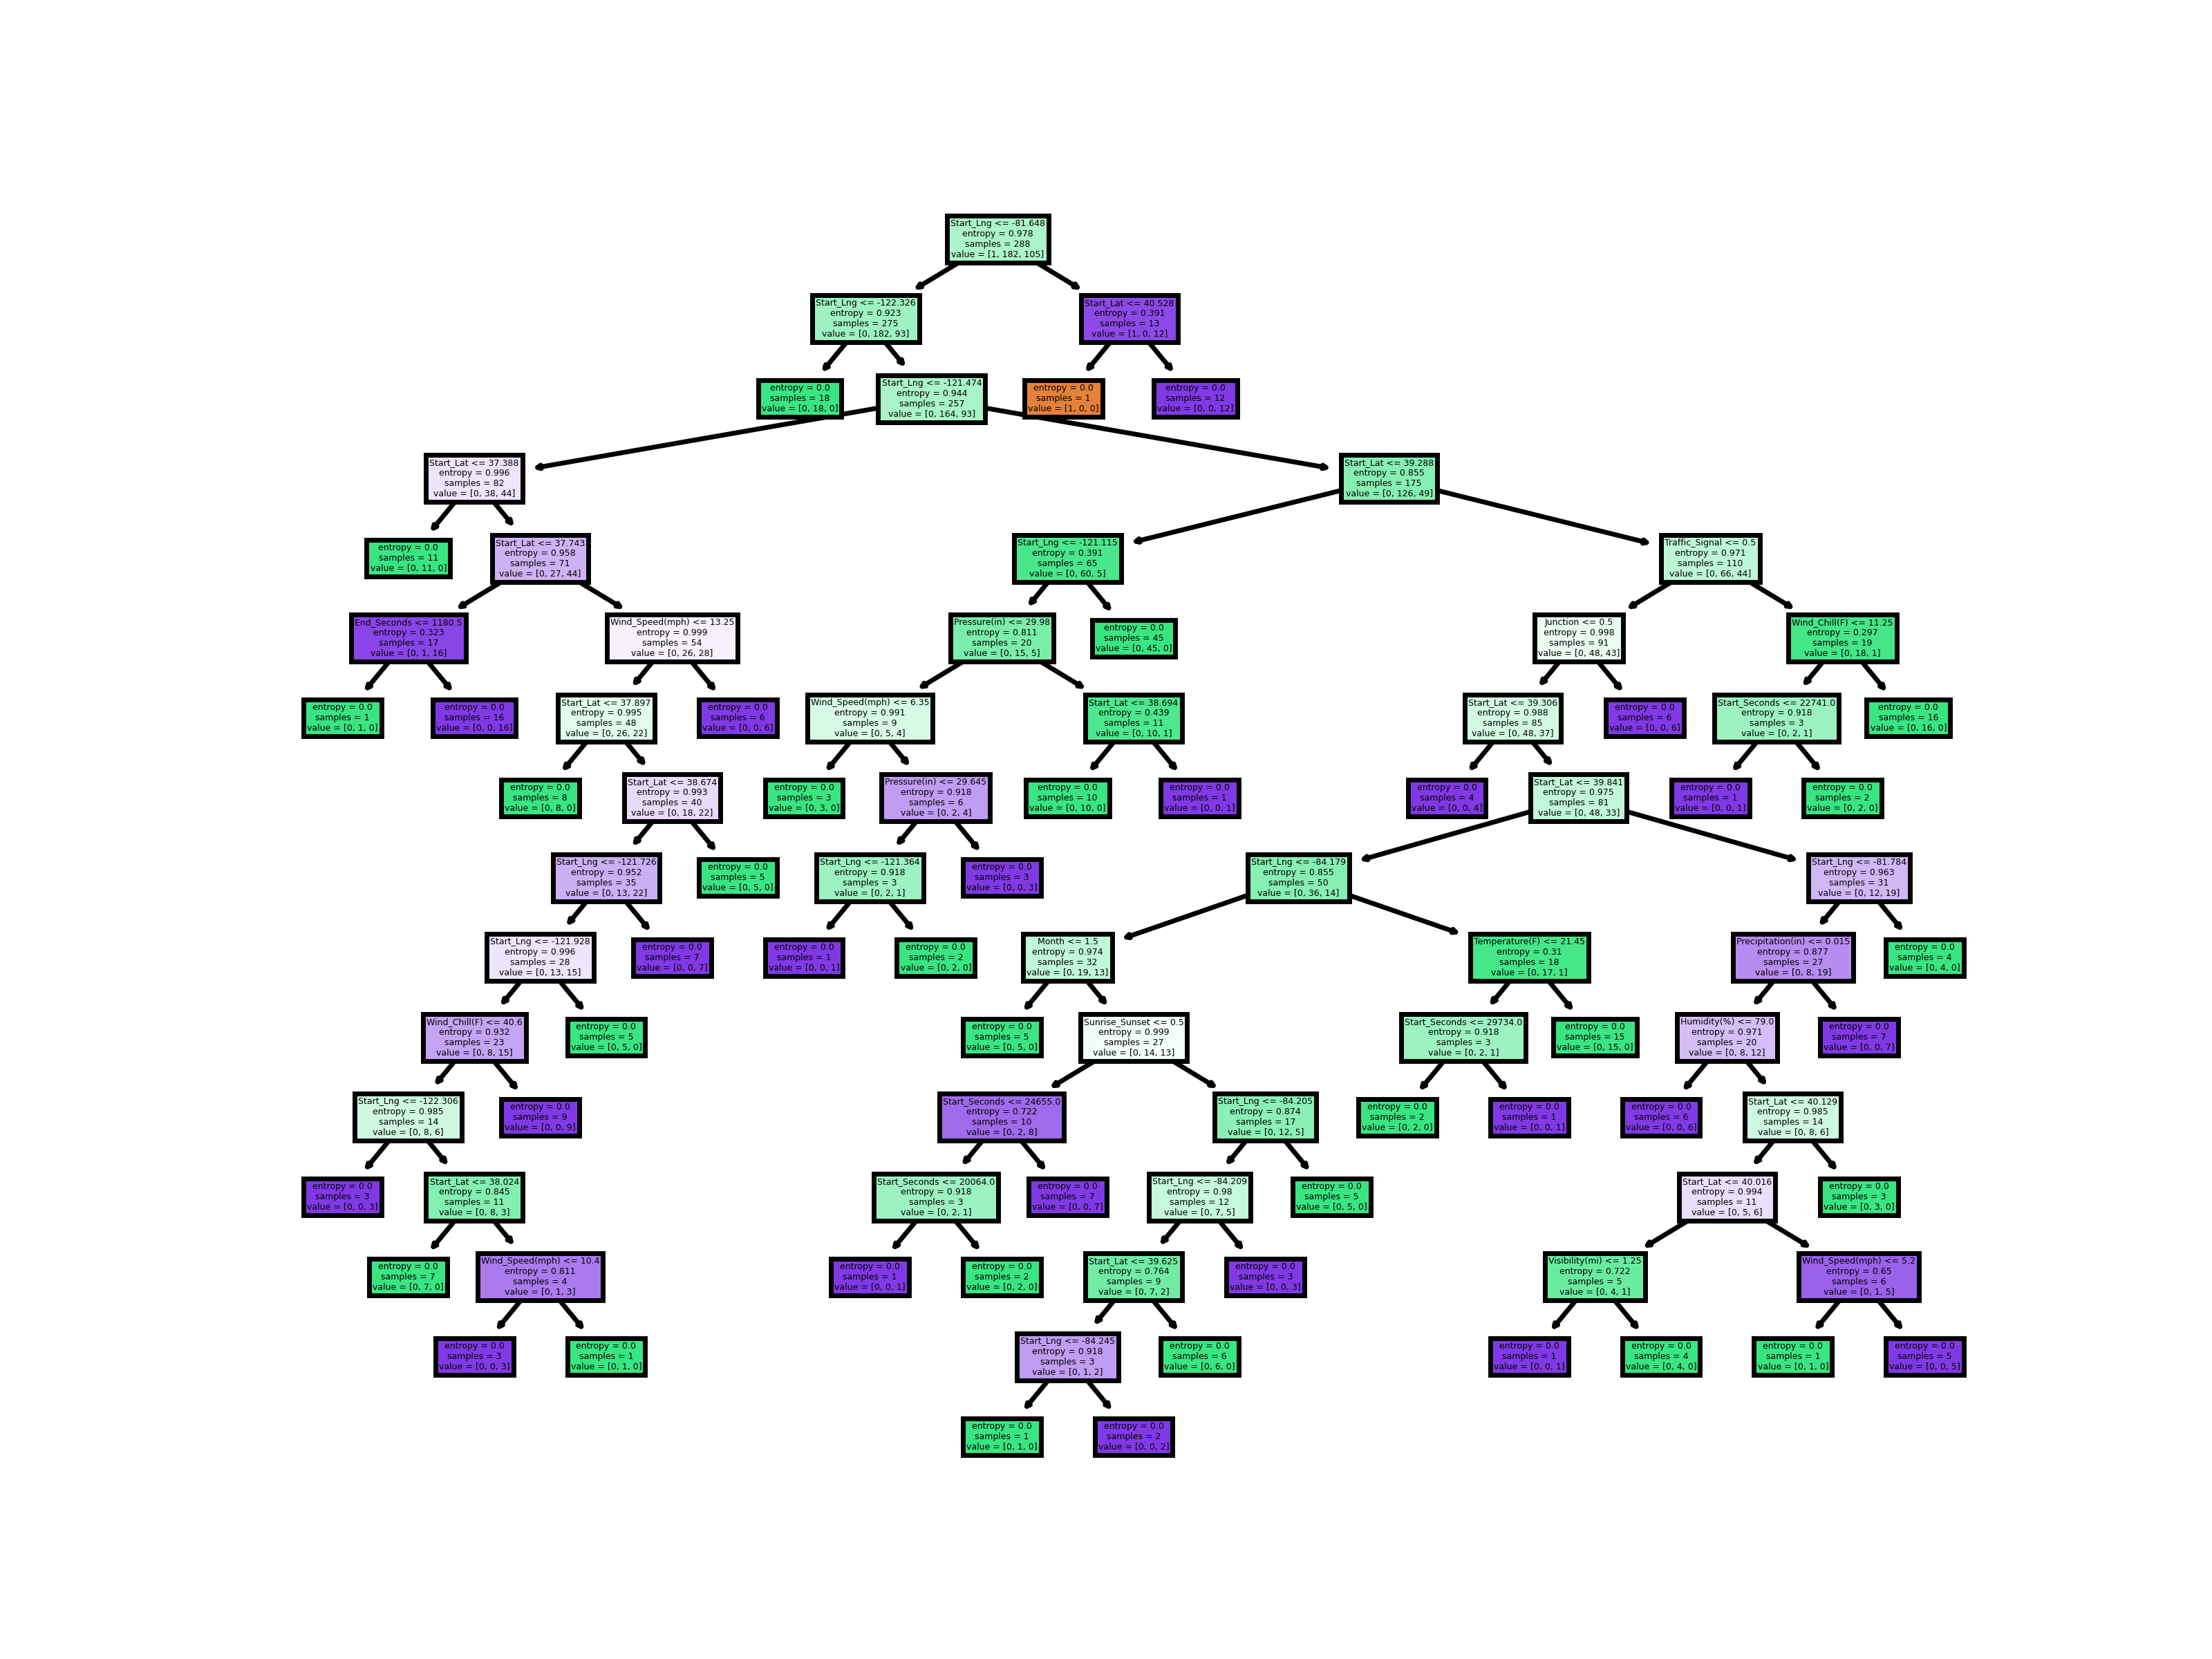 Start_Lng <= -81.648
entropy = 0.978
samples = 288
value = [1, 182, 105]
Start_Lng <= -122.326
entropy = 0.923
samples = 275
value = [0, 182, 93]
Start_Lat <= 40.528
entropy = 0.391
samples = 13
value = [1, 0, 12]
entropy = 0.0
samples = 18
value = [0, 18, 0]
Start_Lng <= -121.474
entropy = 0.944
samples = 257
value = [0, 164, 93]
entropy = 0.0
samples = 1
value = [1, 0, 0]
entropy = 0.0
samples = 12
value = [0, 0, 12]
Start_Lat <= 37.388
entropy = 0.996
samples = 82
value = [0, 38, 44]
Start_Lat <= 39.288
entropy = 0.855
samples = 175
value = [0, 126, 49]
entropy = 0.0
samples = 11
value = [0, 11, 0]
Start_Lat <= 37.743
entropy = 0.958
samples = 71
value = [0, 27, 44]
Start_Lng <= -121.115
entropy = 0.391
samples = 65
value = [0, 60, 5]
Traffic_Signal <= 0.5
entropy = 0.971
samples = 110
value = [0, 66, 44]
End_Seconds <= 1180.5
entropy = 0.323
samples = 17
value = [0, 1, 16]
Wind_Speed(mph) <= 13.25
entropy = 0.999
samples = 54
value = [0, 26, 28]
Pressure(in) <= 29.98
entropy = 0.811
samples = 20
value = [0, 15, 5]
entropy = 0.0
samples = 45
value = [0, 45, 0]
Junction <= 0.5
entropy = 0.998
samples = 91
value = [0, 48, 43]
Wind_Chill(F) <= 11.25
entropy = 0.297
samples = 19
value = [0, 18, 1]
entropy = 0.0
samples = 1
value = [0, 1, 0]
entropy = 0.0
samples = 16
value = [0, 0, 16]
Start_Lat <= 37.897
entropy = 0.995
samples = 48
value = [0, 26, 22]
entropy = 0.0
samples = 6
value = [0, 0, 6]
Wind_Speed(mph) <= 6.35
entropy = 0.991
samples = 9
value = [0, 5, 4]
Start_Lat <= 38.694
entropy = 0.439
samples = 11
value = [0, 10, 1]
Start_Lat <= 39.306
entropy = 0.988
samples = 85
value = [0, 48, 37]
entropy = 0.0
samples = 6
value = [0, 0, 6]
Start_Seconds <= 22741.0
entropy = 0.918
samples = 3
value = [0, 2, 1]
entropy = 0.0
samples = 16
value = [0, 16, 0]
entropy = 0.0
samples = 8
value = [0, 8, 0]
Start_Lat <= 38.674
entropy = 0.993
samples = 40
value = [0, 18, 22]
entropy = 0.0
samples = 3
value = [0, 3, 0]
Pressure(in) <= 29.645
entropy = 0.918
samples = 6
value = [0, 2, 4]
entropy = 0.0
samples = 10
value = [0, 10, 0]
entropy = 0.0
samples = 1
value = [0, 0, 1]
entropy = 0.0
samples = 4
value = [0, 0, 4]
Start_Lat <= 39.841
entropy = 0.975
samples = 81
value = [0, 48, 33]
entropy = 0.0
samples = 1
value = [0, 0, 1]
entropy = 0.0
samples = 2
value = [0, 2, 0]
Start_Lng <= -121.726
entropy = 0.952
samples = 35
value = [0, 13, 22]
entropy = 0.0
samples = 5
value = [0, 5, 0]
Start_Lng <= -121.364
entropy = 0.918
samples = 3
value = [0, 2, 1]
entropy = 0.0
samples = 3
value = [0, 0, 3]
Start_Lng <= -84.179
entropy = 0.855
samples = 50
value = [0, 36, 14]
Start_Lng <= -81.784
entropy = 0.963
samples = 31
value = [0, 12, 19]
Start_Lng <= -121.928
entropy = 0.996
samples = 28
value = [0, 13, 15]
entropy = 0.0
samples = 7
value = [0, 0, 7]
entropy = 0.0
samples = 1
value = [0, 0, 1]
entropy = 0.0
samples = 2
value = [0, 2, 0]
Month <= 1.5
entropy = 0.974
samples = 32
value = [0, 19, 13]
Temperature(F) <= 21.45
entropy = 0.31
samples = 18
value = [0, 17, 1]
Precipitation(in) <= 0.015
entropy = 0.877
samples = 27
value = [0, 8, 19]
entropy = 0.0
samples = 4
value = [0, 4, 0]
Wind_Chill(F) <= 40.6
entropy = 0.932
samples = 23
value = [0, 8, 15]
entropy = 0.0
samples = 5
value = [0, 5, 0]
entropy = 0.0
samples = 5
value = [0, 5, 0]
Sunrise_Sunset <= 0.5
entropy = 0.999
samples = 27
value = [0, 14, 13]
Start_Seconds <= 29734.0
entropy = 0.918
samples = 3
value = [0, 2, 1]
entropy = 0.0
samples = 15
value = [0, 15, 0]
Humidity(%) <= 79.0
entropy = 0.971
samples = 20
value = [0, 8, 12]
entropy = 0.0
samples = 7
value = [0, 0, 7]
Start_Lng <= -122.306
entropy = 0.985
samples = 14
value = [0, 8, 6]
entropy = 0.0
samples = 9
value = [0, 0, 9]
Start_Seconds <= 24655.0
entropy = 0.722
samples = 10
value = [0, 2, 8]
Start_Lng <= -84.205
entropy = 0.874
samples = 17
value = [0, 12, 5]
entropy = 0.0
samples = 2
value = [0, 2, 0]
entropy = 0.0
samples = 1
value = [0, 0, 1]
entropy = 0.0
samples = 6
value = [0, 0, 6]
Start_Lat <= 40.129
entropy = 0.985
samples = 14
value = [0, 8, 6]
entropy = 0.0
samples = 3
value = [0, 0, 3]
Start_Lat <= 38.024
entropy = 0.845
samples = 11
value = [0, 8, 3]
Start_Seconds <= 20064.0
entropy = 0.918
samples = 3
value = [0, 2, 1]
entropy = 0.0
samples = 7
value = [0, 0, 7]
Start_Lng <= -84.209
entropy = 0.98
samples = 12
value = [0, 7, 5]
entropy = 0.0
samples = 5
value = [0, 5, 0]
Start_Lat <= 40.016
entropy = 0.994
samples = 11
value = [0, 5, 6]
entropy = 0.0
samples = 3
value = [0, 3, 0]
entropy = 0.0
samples = 7
value = [0, 7, 0]
Wind_Speed(mph) <= 10.4
entropy = 0.811
samples = 4
value = [0, 1, 3]
entropy = 0.0
samples = 1
value = [0, 0, 1]
entropy = 0.0
samples = 2
value = [0, 2, 0]
Start_Lat <= 39.625
entropy = 0.764
samples = 9
value = [0, 7, 2]
entropy = 0.0
samples = 3
value = [0, 0, 3]
Visibility(mi) <= 1.25
entropy = 0.722
samples = 5
value = [0, 4, 1]
Wind_Speed(mph) <= 5.2
entropy = 0.65
samples = 6
value = [0, 1, 5]
entropy = 0.0
samples = 3
value = [0, 0, 3]
entropy = 0.0
samples = 1
value = [0, 1, 0]
Start_Lng <= -84.245
entropy = 0.918
samples = 3
value = [0, 1, 2]
entropy = 0.0
samples = 6
value = [0, 6, 0]
entropy = 0.0
samples = 1
value = [0, 0, 1]
entropy = 0.0
samples = 4
value = [0, 4, 0]
entropy = 0.0
samples = 1
value = [0, 1, 0]
entropy = 0.0
samples = 5
value = [0, 0, 5]
entropy = 0.0
samples = 1
value = [0, 1, 0]
entropy = 0.0
samples = 2
value = [0, 0, 2]